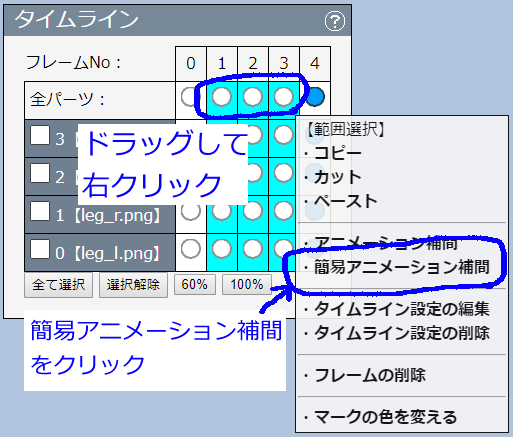 タイムライン ?
フレームNo： 0 1 2 3 4
全パーツ：
3
2
1【leg_r.png】
0【leg_l.png】
全て選択 選択解除 60% 100%
ドラッグして
右クリック
簡易アニメーション補間
をクリック
【範囲選択】
・コピー
・カット
・ペースト
・アニメーション補間
・簡易アニメーション補間
・タイムライン設定の編集
・タイムライン設定の削除
・フレームの削除
・マークの色を変える